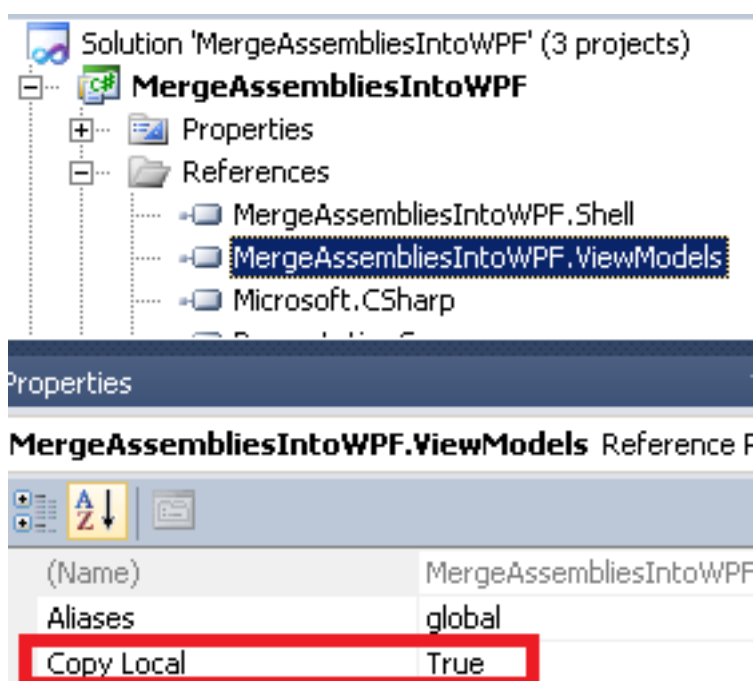 Solution 'MergeAssembliesIntoWPF' (3 projects)
MergeAssembliesIntoWPF
Properties
References
MergeAssembliesIntoWPF.Shell
MergeAssembliesIntoWPF.ViewModels
Microsoft.CSharp
Properties
MergeAssembliesIntoWPF.ViewModels Reference
(Name) MergeAssembliesIntoWPF
Aliases global
Copy Local True